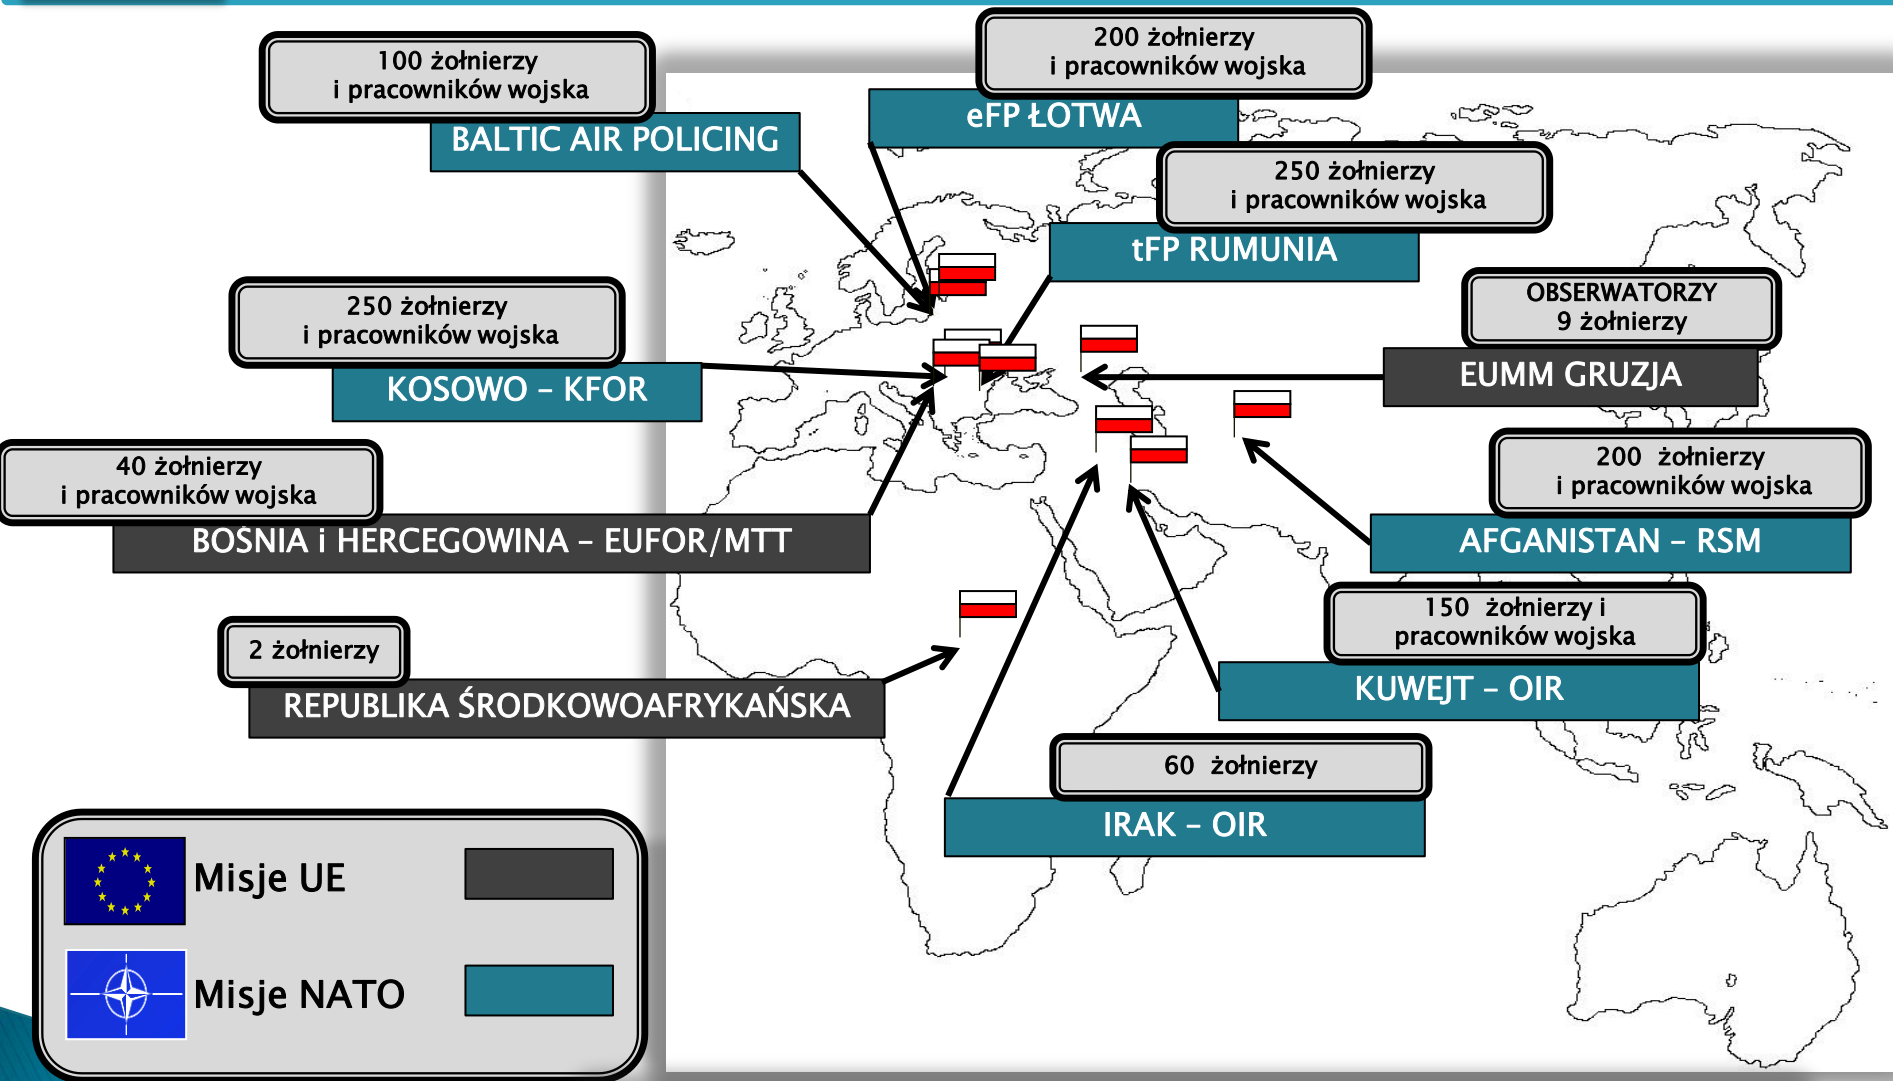 200 żołnierzy
i pracowników wojska
eFP ŁOTWA
100 żołnierzy
i pracowników wojska
BALTIC AIR POLICING
250 żołnierzy
i pracowników wojska
tFP RUMUNIA
250 żołnierzy
i pracowników wojska
KOSOWO – KFOR
OBSERWATORZY
9 żołnierzy
EUMM GRUZJA
40 żołnierzy
i pracowników wojska
BOŚNIA i HERCEGOWINA – EUFOR/MTT
200 żołnierzy
i pracowników wojska
AFGANISTAN – RSM
2 żołnierzy
REPUBLIKA ŚRODKOWOAFRYKAŃSKA
150 żołnierzy i
pracowników wojska
KUWEJT – OIR
60 żołnierzy
IRAK – OIR
Misje UE
Misje NATO